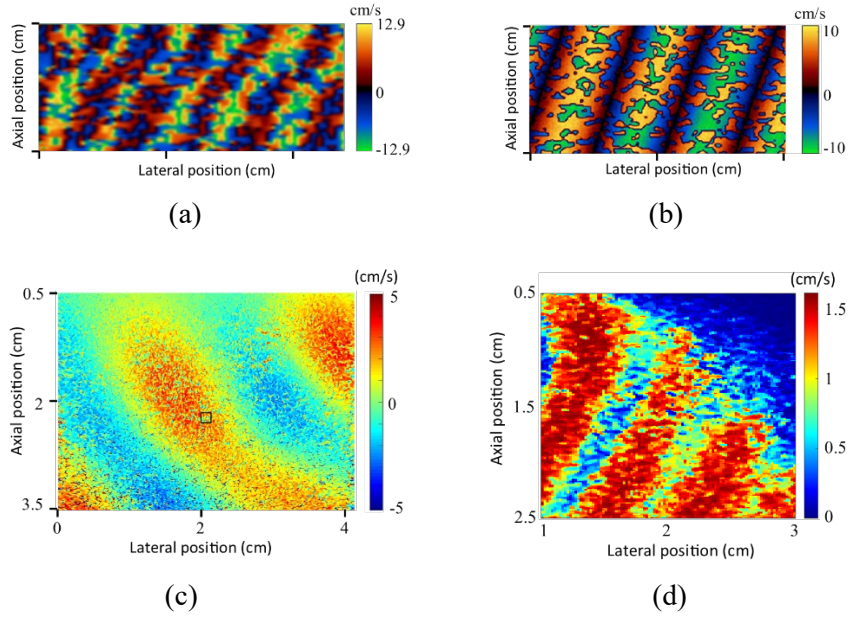 cm/s
12.9
0
-12.9
Axial position (cm)
Lateral position (cm)
(a)
cm/s
10
0
-10
Axial position (cm)
Lateral position (cm)
(b)
(cm/s)
5
0
-5
0.5
2
3.5
Axial position (cm)
0 2 4
Lateral position (cm)
(c)
(cm/s)
1.5
1
0.5
0
0.5
1.5
2.5
Axial position (cm)
1 2 3
Lateral position (cm)
(d)